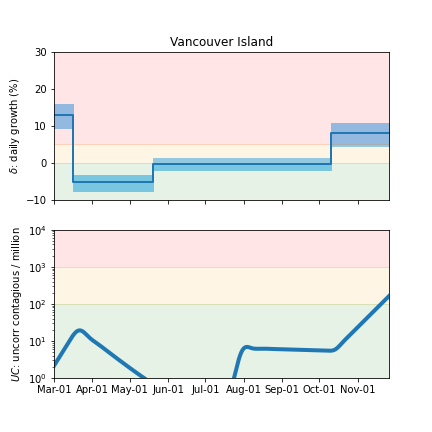 Vancouver Island
30
20
10
0
−10
δ: daily growth (%)
10⁴
10³
10²
10¹
10⁰
UC: uncorr contagious / million
Mar-01 Apr-01 May-01 Jun-01 Jul-01 Aug-01 Sep-01 Oct-01 Nov-01